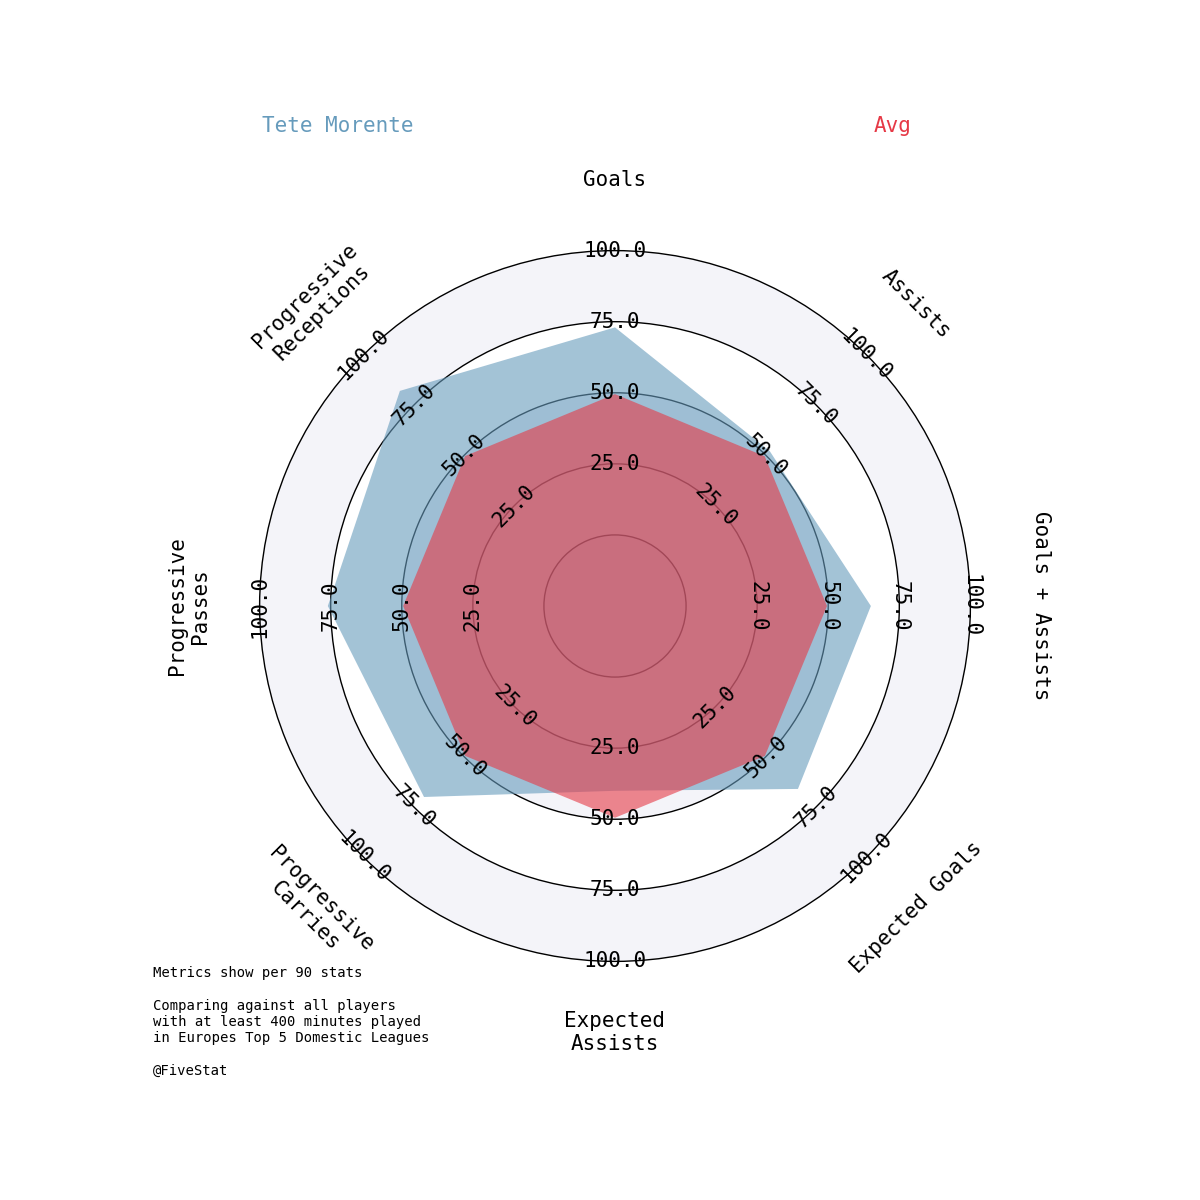 Tete Morente
Avg
Goals
Assists
Goals + Assists
Expected Goals
Expected
Assists
Progressive
Carries
Progressive
Passes
Progressive
Receptions
25.0
50.0
75.0
100.0
25.0
50.0
75.0
100.0
25.0
50.0
75.0
100.0
25.0
50.0
75.0
100.0
25.0
50.0
75.0
100.0
25.0
50.0
75.0
100.0
25.0
50.0
75.0
100.0
25.0
50.0
75.0
100.0
Metrics show per 90 stats
Comparing against all players
with at least 400 minutes played
in Europes Top 5 Domestic Leagues
@FiveStat